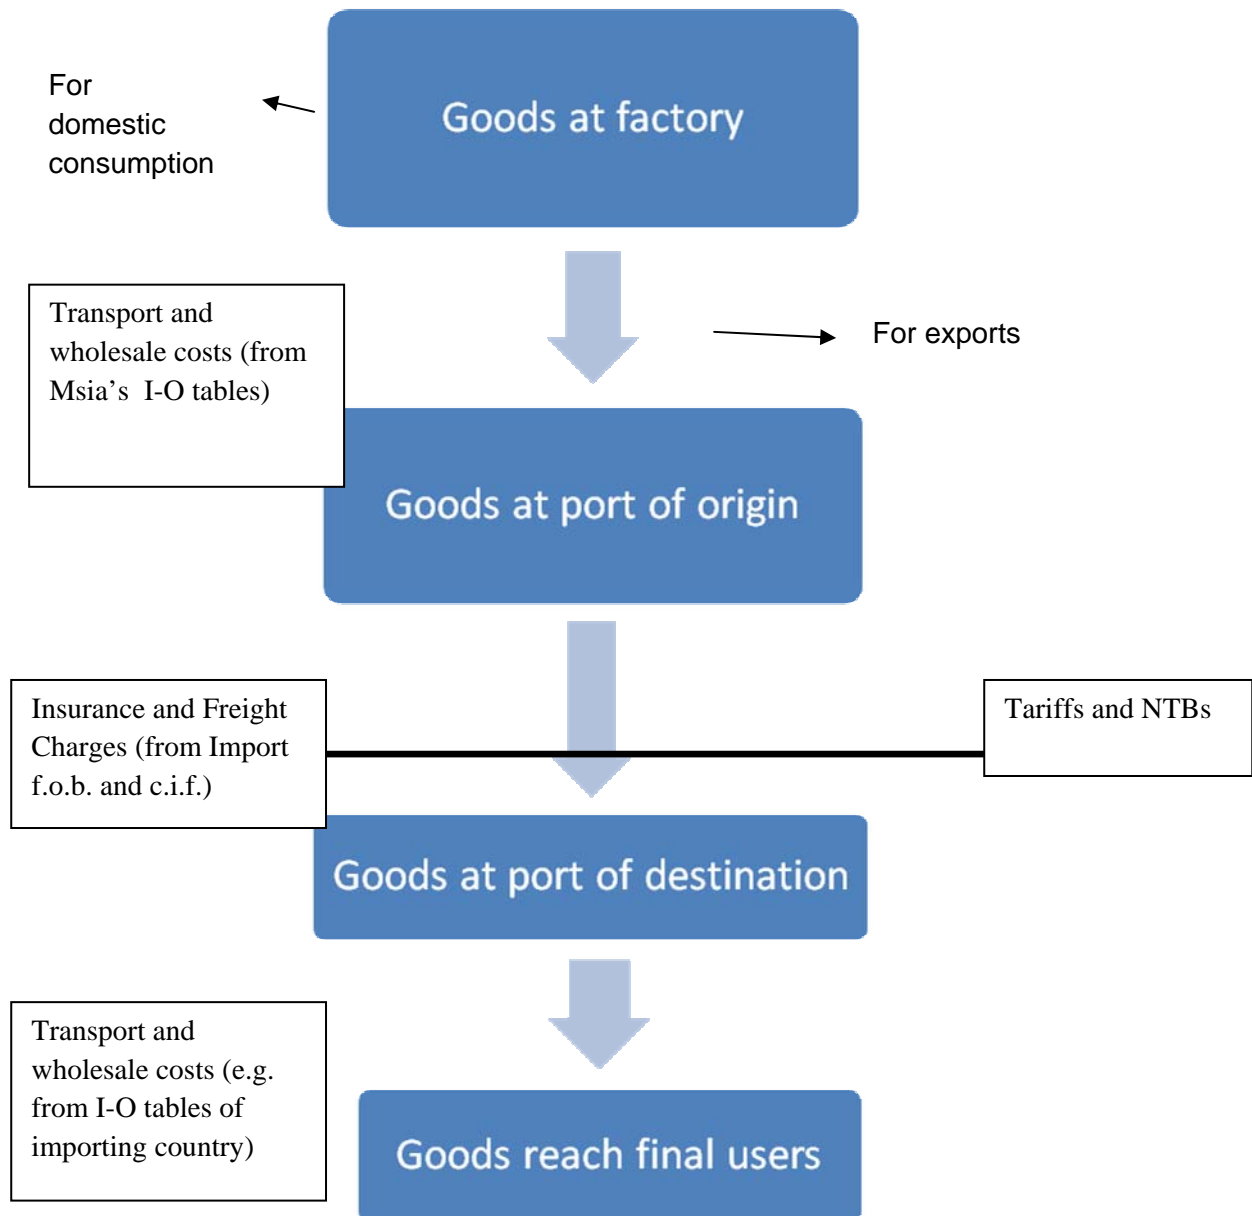 For
domestic
consumption
Goods at factory
Transport and
wholesale costs (from
Msia’s  I-O tables)
For exports
Goods at port of origin
Insurance and Freight
Charges (from Import
f.o.b. and c.i.f.)
Tariffs and NTBs
Goods at port of destination
Transport and
wholesale costs (e.g.
from I-O tables of
importing country)
Goods reach final users